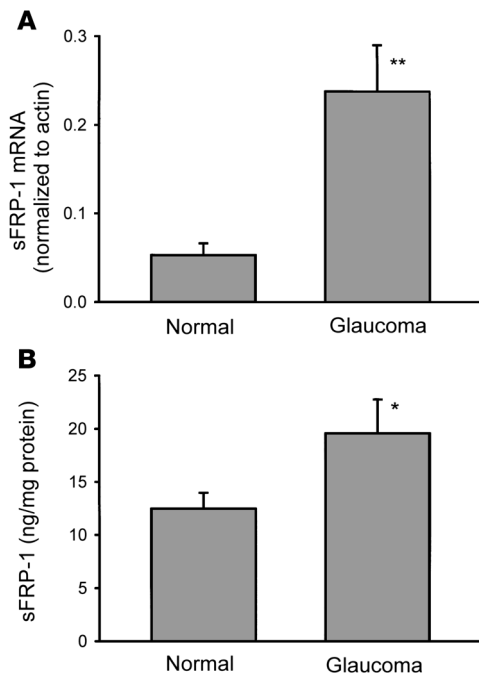 A
sFRP-1 mRNA
(normalized to actin)
0.3
0.2
0.1
0.0
**
Normal
Glaucoma
B
sFRP-1 (ng/mg protein)
25
20
15
10
5
0
*
Normal
Glaucoma